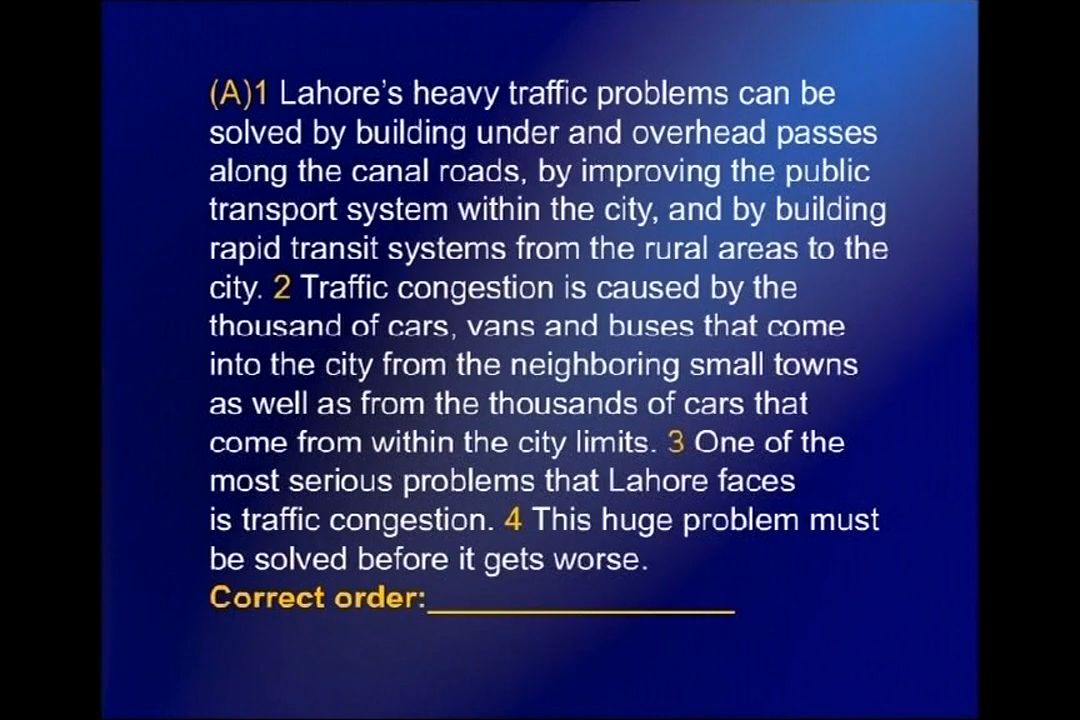 (A)1 Lahore's heavy traffic problems can be
solved by building under and overhead passes
along the canal roads, by improving the public
transport system within the city, and by building
rapid transit systems from the rural areas to the
city. 2 Traffic congestion is caused by the
thousand of cars, vans and buses that come
into the city from the neighboring small towns
as well as from the thousands of cars that
come from within the city limits. 3 One of the
most serious problems that Lahore faces
is traffic congestion. 4 This huge problem must
be solved before it gets worse.
Correct order:____________________